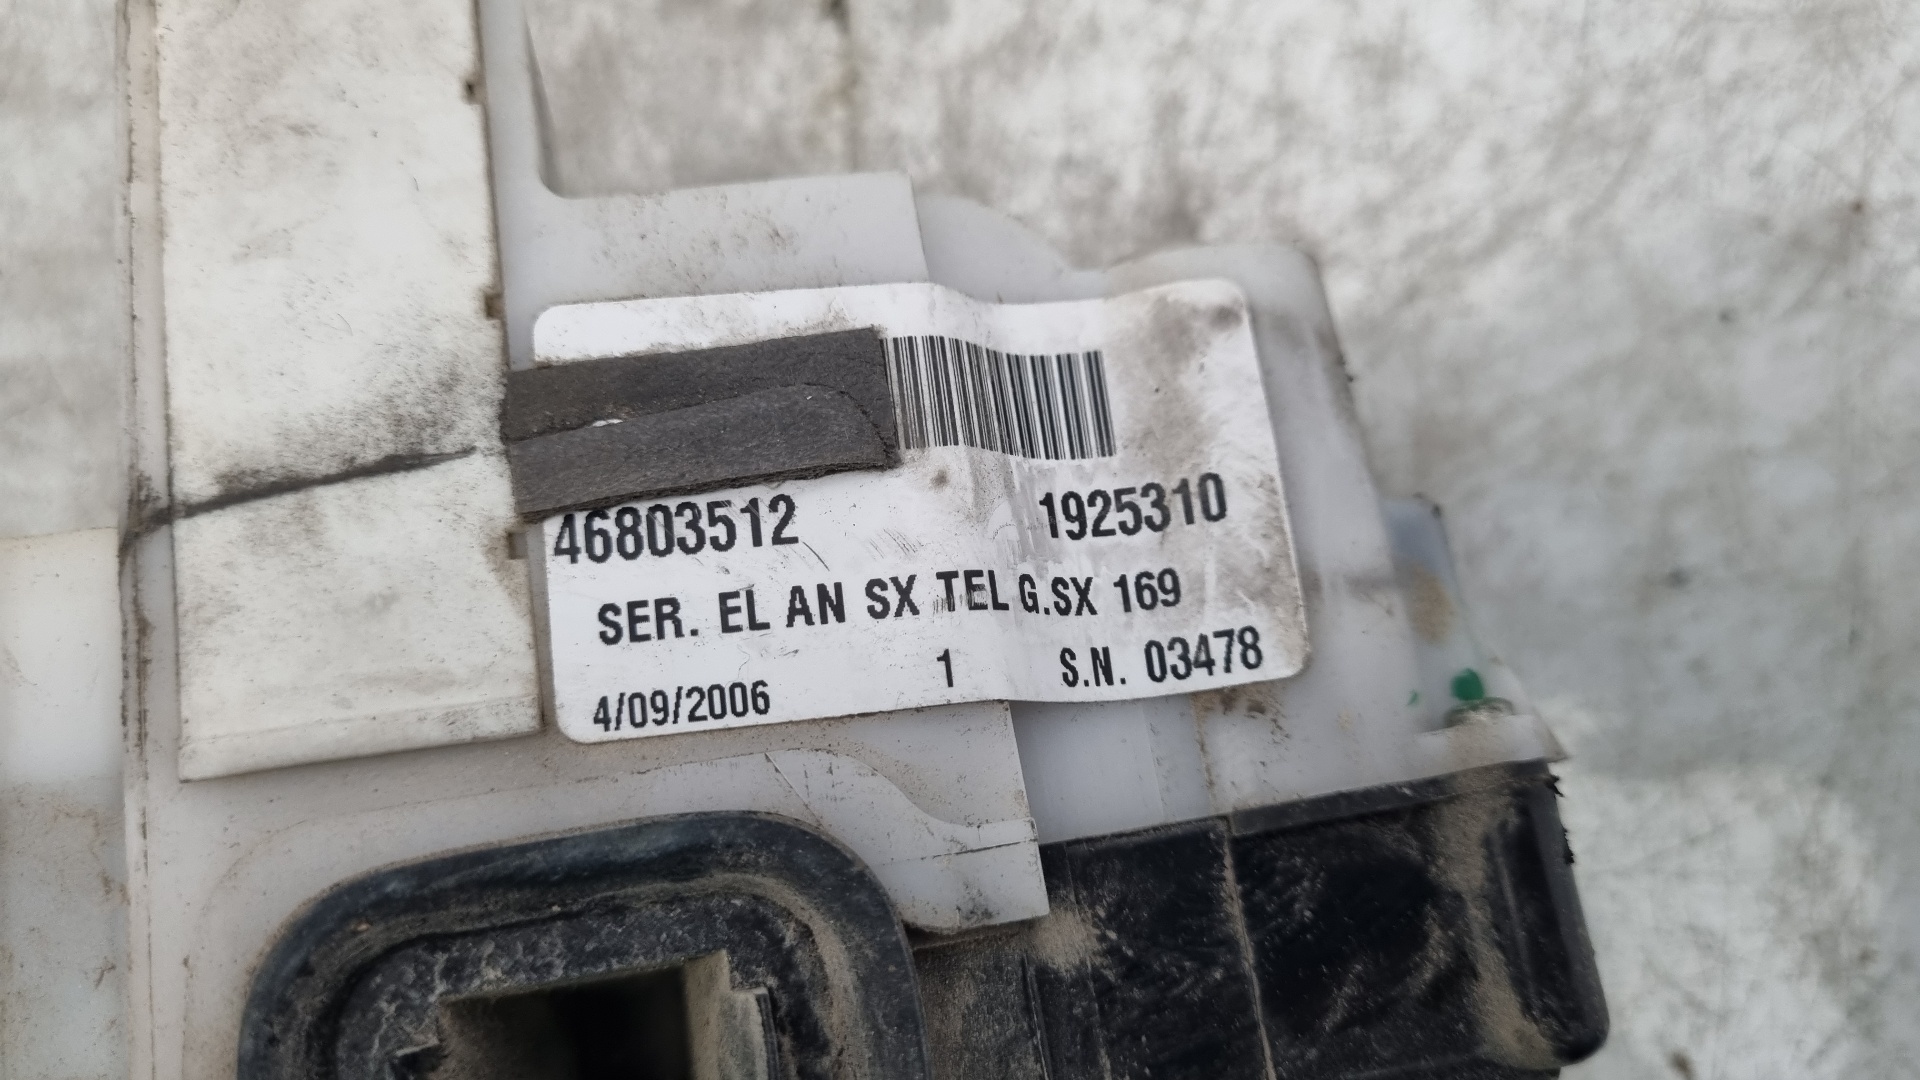 46803512 1925310
SER. EL AN SX TEL G.SX 169
4/09/2006 1 S.N. 03478